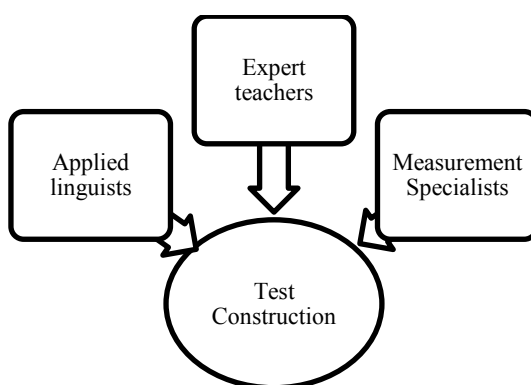 Expert
teachers
Applied
linguists
Measurement
Specialists
Test
Construction